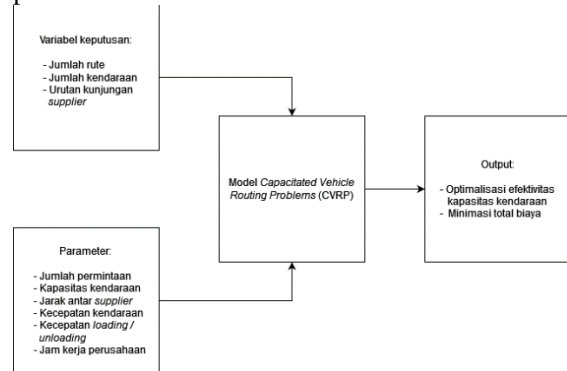 Variabel keputusan:
- Jumlah rute
- Jumlah kendaraan
- Urutan kunjungan
supplier
Model Capacitated Vehicle
Routing Problems (CVRP)
Output:
- Optimalisasi efektivitas
kapasitas kendaraan
- Minimasi total biaya
Parameter:
- Jumlah permintaan
- Kapasitas kendaraan
- Jarak antar supplier
- Kecepatan kendaraan
- Kecepatan loading /
unloading
- Jam kerja perusahaan